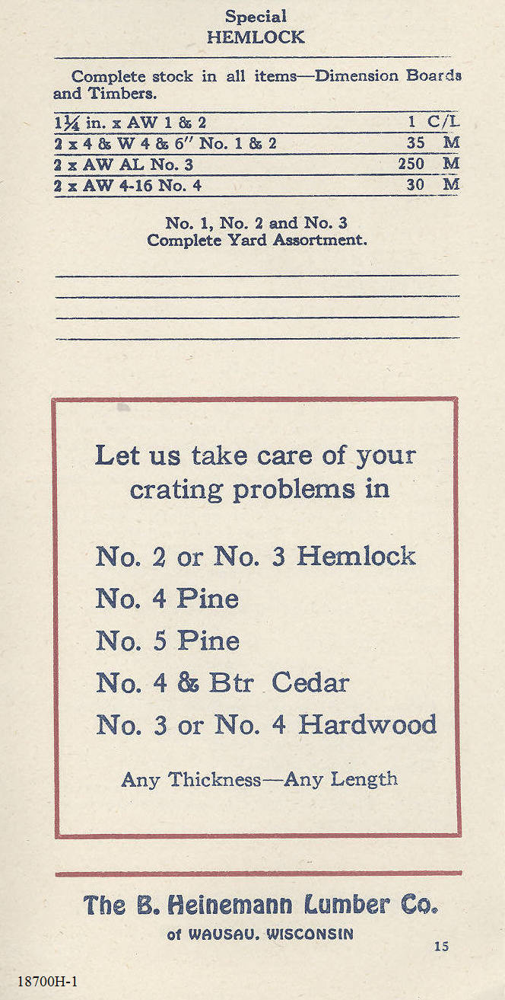 Special
HEMLOCK
Complete stock in all items—Dimension Boards
and Timbers.
1¼ in. x AW 1 & 2 1 C/L
2 x 4 & W 4 & 6″ No. 1 & 2 35 M
2 x AW AL No. 3 250 M
2 x AW 4-16 No. 4 30 M
No. 1, No. 2 and No. 3
Complete Yard Assortment.
Let us take care of your
crating problems in
No. 2 or No. 3 Hemlock
No. 4 Pine
No. 5 Pine
No. 4 & Btr Cedar
No. 3 or No. 4 Hardwood
Any Thickness—Any Length
The B. Heinemann Lumber Co.
of WAUSAU, WISCONSIN
15
18700H-1